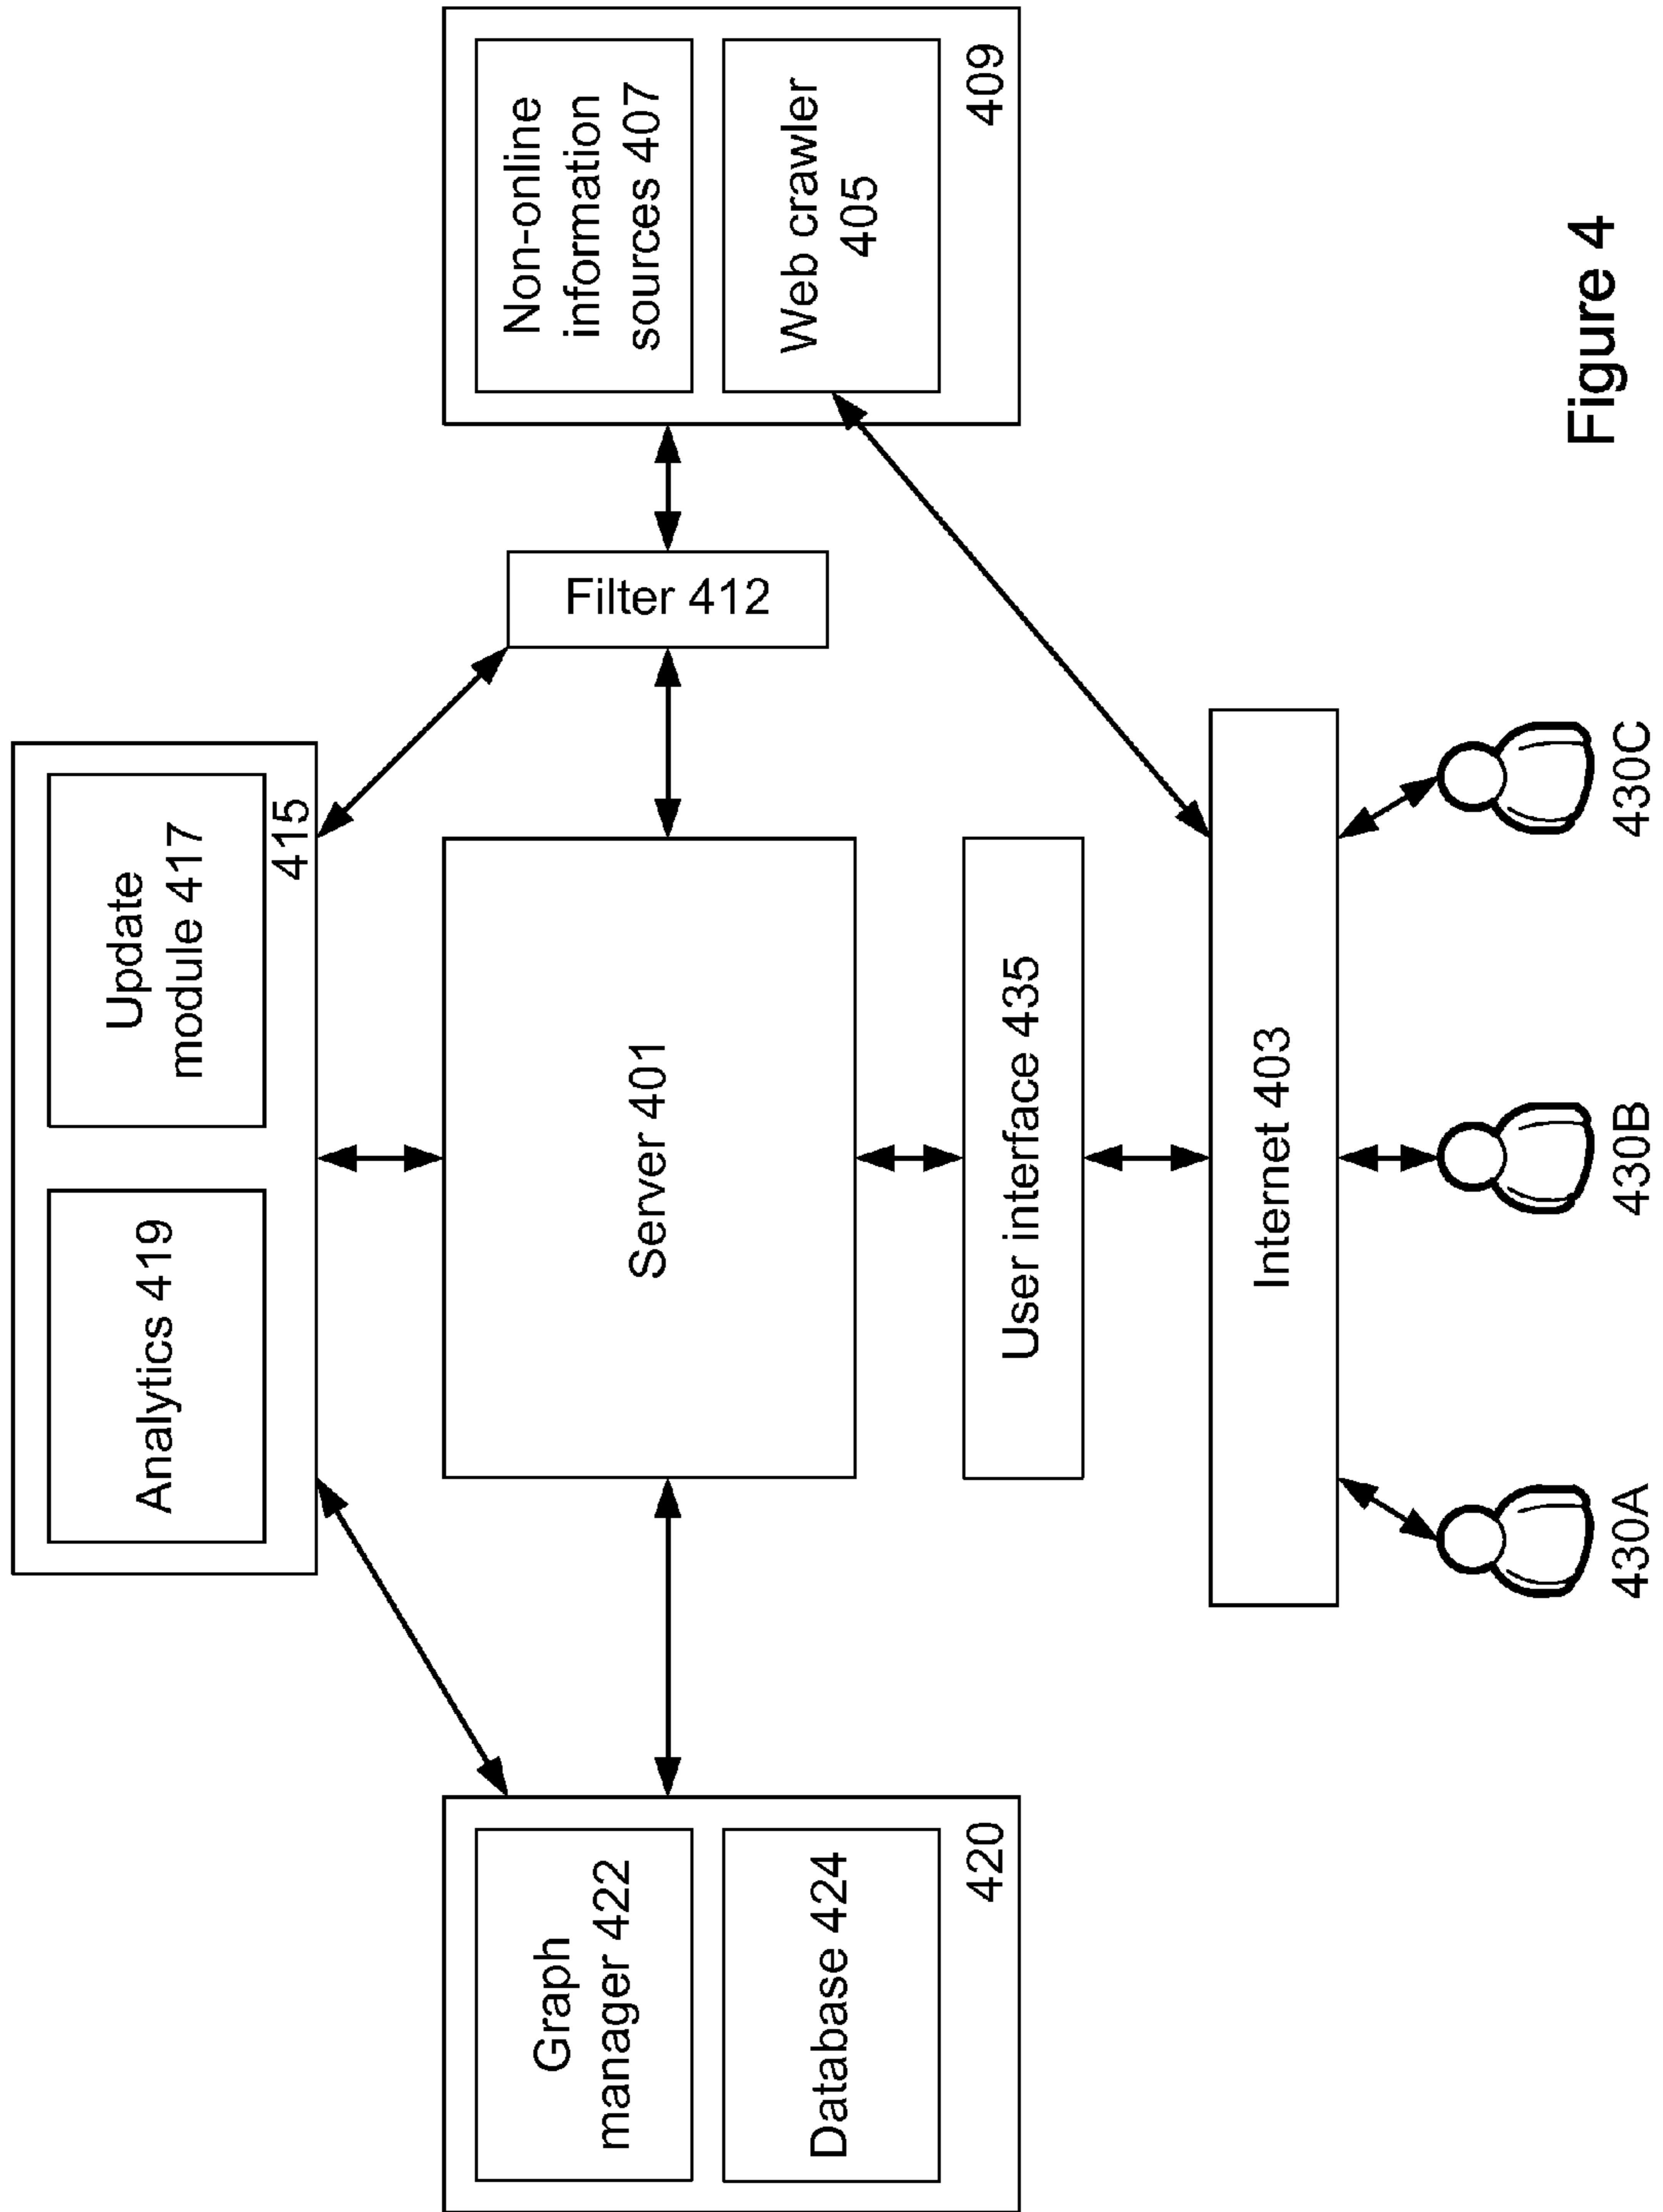 Analytics 419
Update
module 417
415
Graph
manager 422
Database 424
420
Server 401
Filter 412
Non-online
information
sources 407
Web crawler
405
409
User interface 435
Internet 403
430A
430B
430C
Figure 4